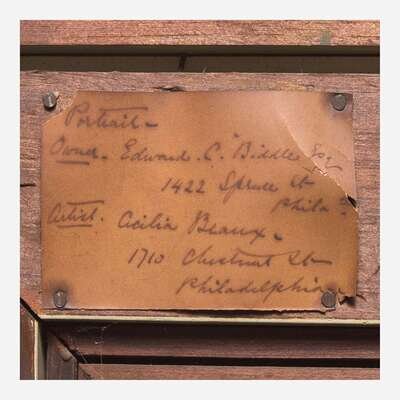 Portrait -
Owner. Edward. C. Biddle Esq
1422 Spruce St
Phila
Artist. Cecilia Beaux -
1710 Chestnut St
Philadelphia